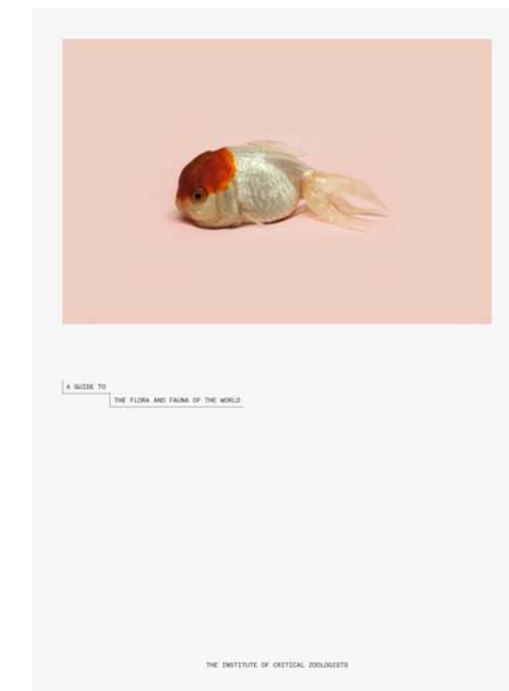 A GUIDE TO
THE FLORA AND FAUNA OF THE WORLD
THE INSTITUTE OF CRITICAL ZOOLOGISTS